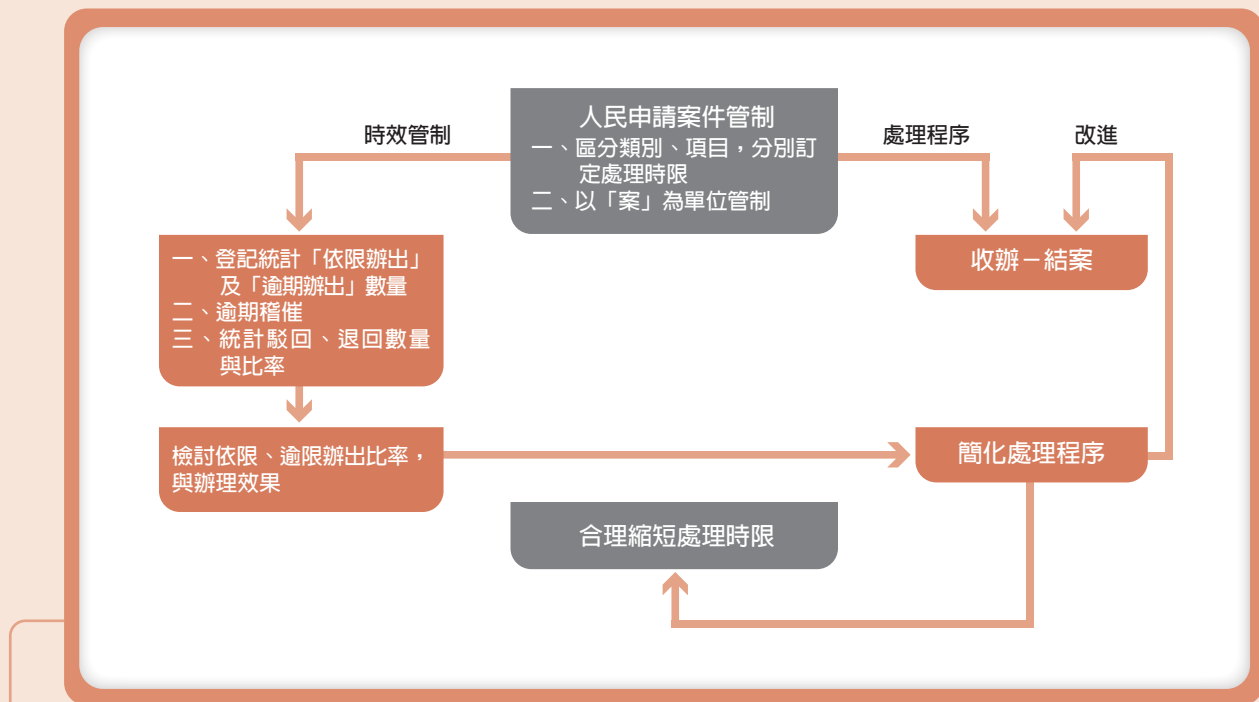 人民申請案件管制
一、區分類別、項目，分別訂
定處理時限
二、以「案」為單位管制
時效管制
處理程序
改進
一、登記統計「依限辦出」
及「逾期辦出」數量
二、逾期稽催
三、統計駁回、退回數量
與比率
收辦－結案
檢討依限、逾限辦出比率，
與辦理效果
簡化處理程序
合理縮短處理時限